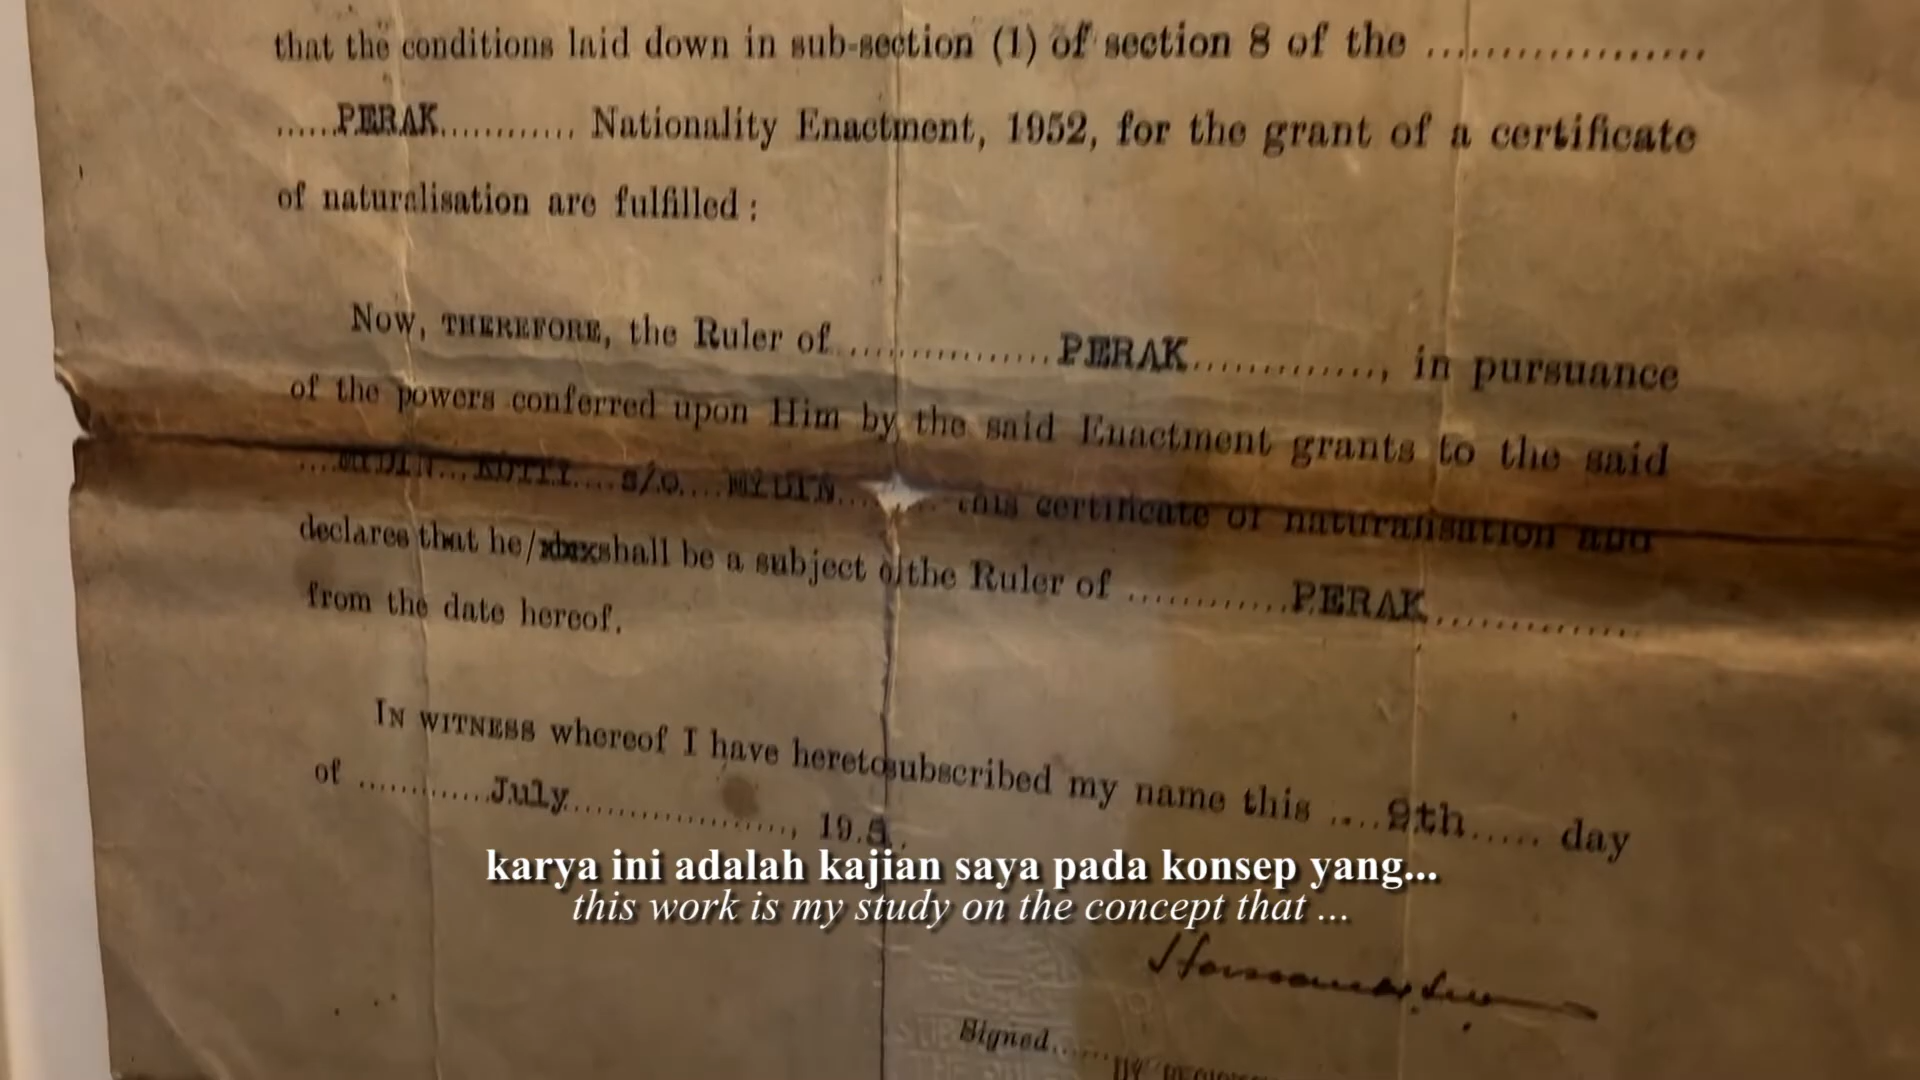 that the conditions laid down in sub-section (1) of section 8 of the ..................
......PERAK............ Nationality Enactment, 1952, for the grant of a certificate
of naturalisation are fulfilled :
Now, THEREFORE, the Ruler of ..................PERAK................, in pursuance
of the powers conferred upon Him by the said Enactment grants to the said
....MYDIN...KUTTY....s/o....MYDIN........ this certificate of naturalisation and
declares that he/ shall be a subject of the Ruler of ..............PERAK..................
from the date hereof.
IN WITNESS whereof I have hereto subscribed my name this ....9th..... day
of .............July....................., 195 .
karya ini adalah kajian saya pada konsep yang...
this work is my study on the concept that ...
Signed......